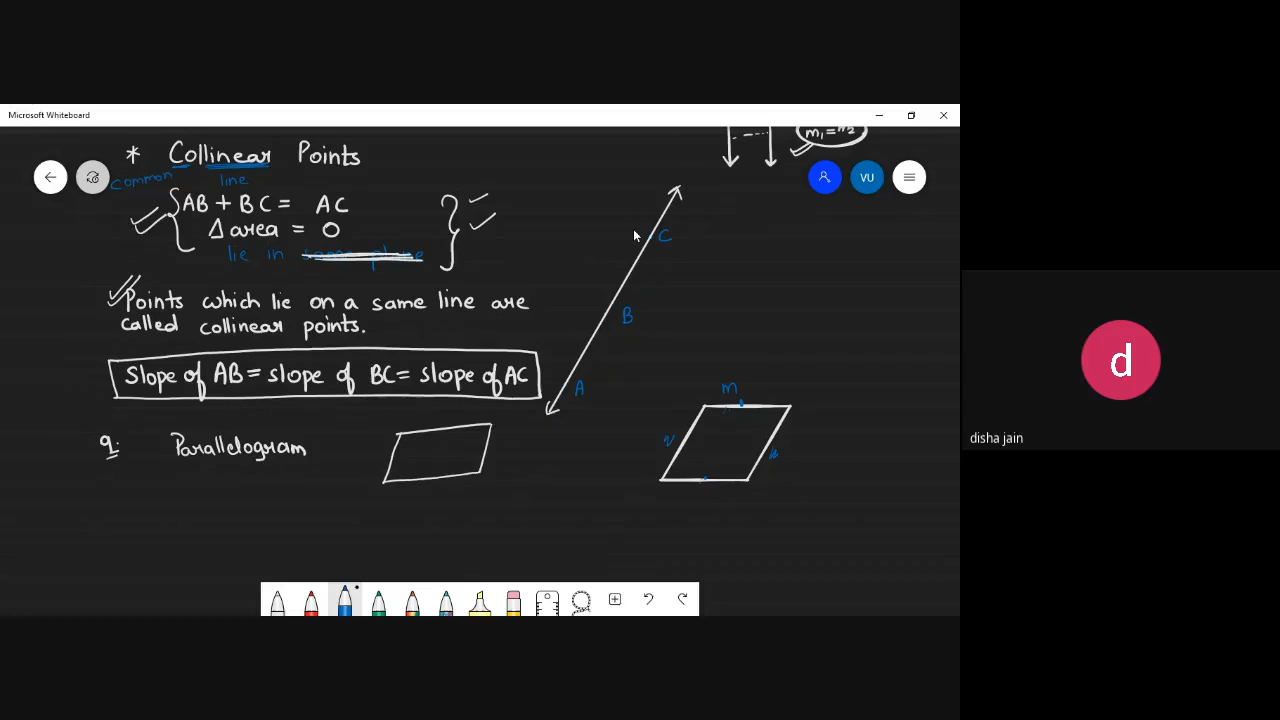 Microsoft Whiteboard
* Collinear Points
common line
AB + BC = AC
Δ area = 0
lie in same plane
Points which lie on a same line are
called collinear points.
Slope of AB = slope of BC = slope of AC
q: Parallelogram
m₁=m₂
VU
C
B
A
m
d
disha jain